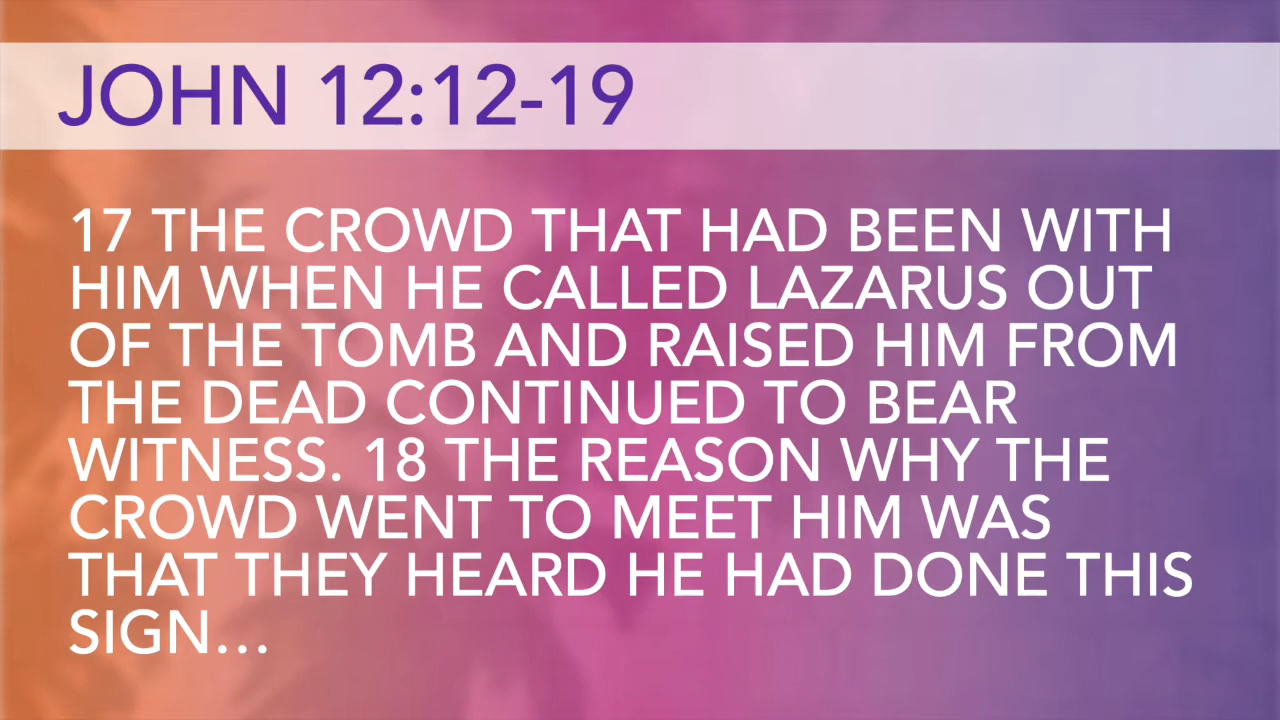 JOHN 12:12-19
17 THE CROWD THAT HAD BEEN WITH
HIM WHEN HE CALLED LAZARUS OUT
OF THE TOMB AND RAISED HIM FROM
THE DEAD CONTINUED TO BEAR
WITNESS. 18 THE REASON WHY THE
CROWD WENT TO MEET HIM WAS
THAT THEY HEARD HE HAD DONE THIS
SIGN…